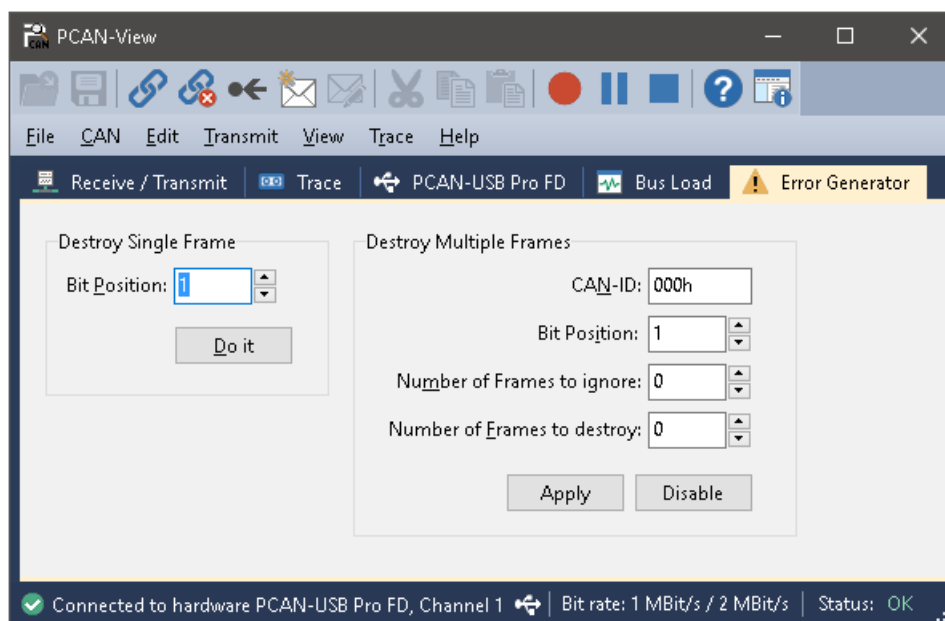 PCAN-View
File CAN Edit Transmit View Trace Help
Receive / Transmit Trace PCAN-USB Pro FD Bus Load Error Generator
Destroy Single Frame
Bit Position: 1
Do it
Destroy Multiple Frames
CAN-ID: 000h
Bit Position: 1
Number of Frames to ignore: 0
Number of Frames to destroy: 0
Apply Disable
Connected to hardware PCAN-USB Pro FD, Channel 1 Bit rate: 1 MBit/s / 2 MBit/s Status: OK